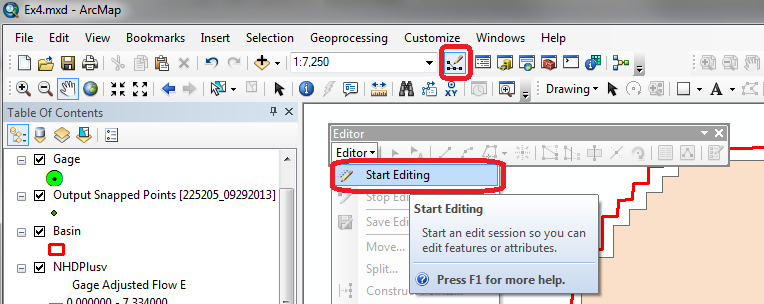 Ex4.mxd - ArcMap
File Edit View Bookmarks Insert Selection Geoprocessing Customize Windows Help
1:7,250
Drawing
Table Of Contents
Editor
Editor
Gage
Start Editing
Output Snapped Points [225205_09292013]
Stop
Start Editing
Basin
Save Edi
Start an edit session so you can
edit features or attributes.
Move...
NHDPlusv
Split...
Gage Adjusted Flow E
Press F1 for more help.
0.000000 - 7.334000